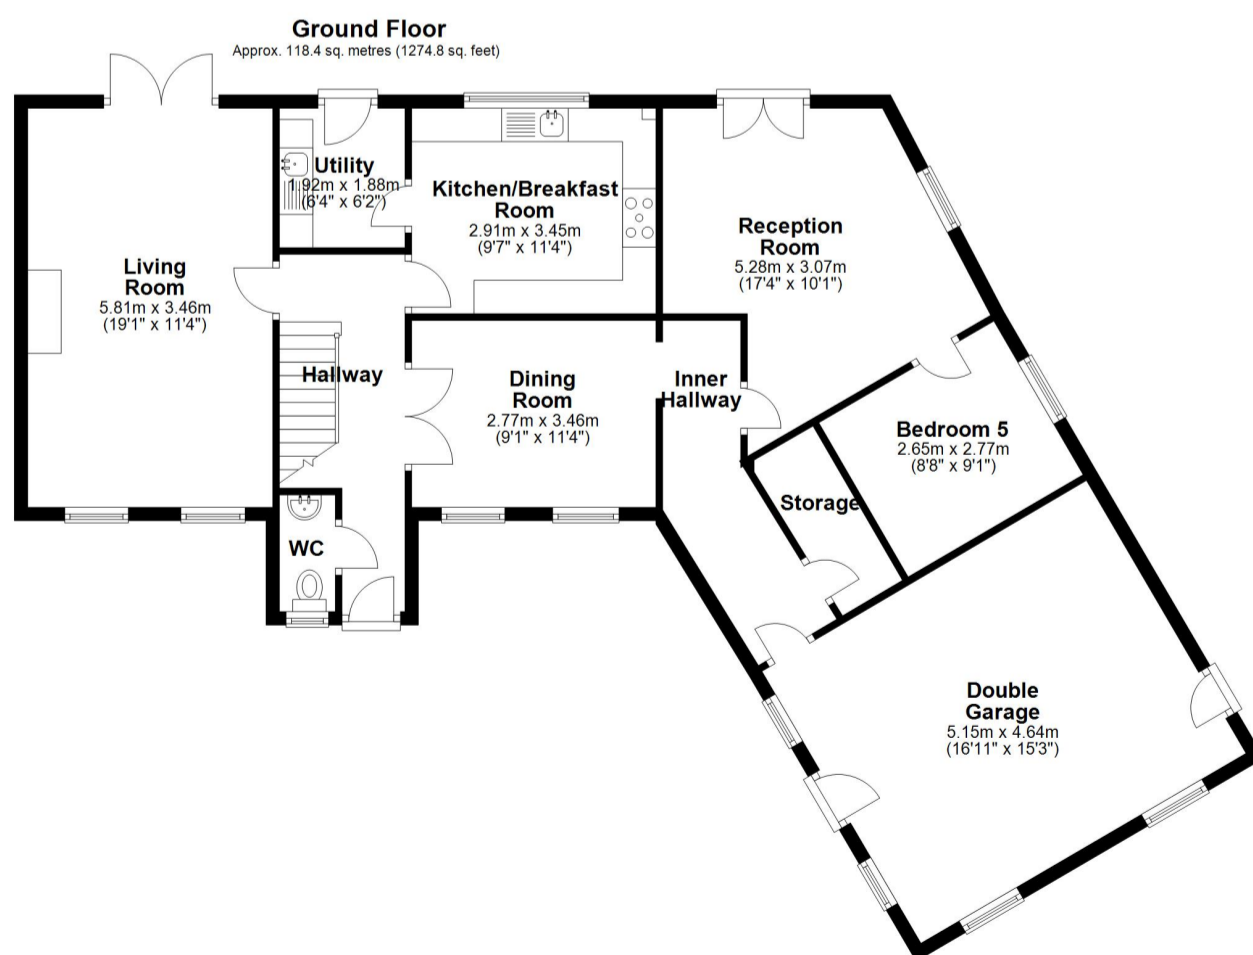 Ground Floor
Approx. 118.4 sq. metres (1274.8 sq. feet)
Utility
1.92m x 1.88m
(6'4" x 6'2")
Kitchen/Breakfast
Room
2.91m x 3.45m
(9'7" x 11'4")
Reception
Room
5.28m x 3.07m
(17'4" x 10'1")
Living
Room
5.81m x 3.46m
(19'1" x 11'4")
Hallway
Dining
Room
2.77m x 3.46m
(9'1" x 11'4")
Inner
Hallway
Bedroom 5
2.65m x 2.77m
(8'8" x 9'1")
Storage
WC
Double
Garage
5.15m x 4.64m
(16'11" x 15'3")